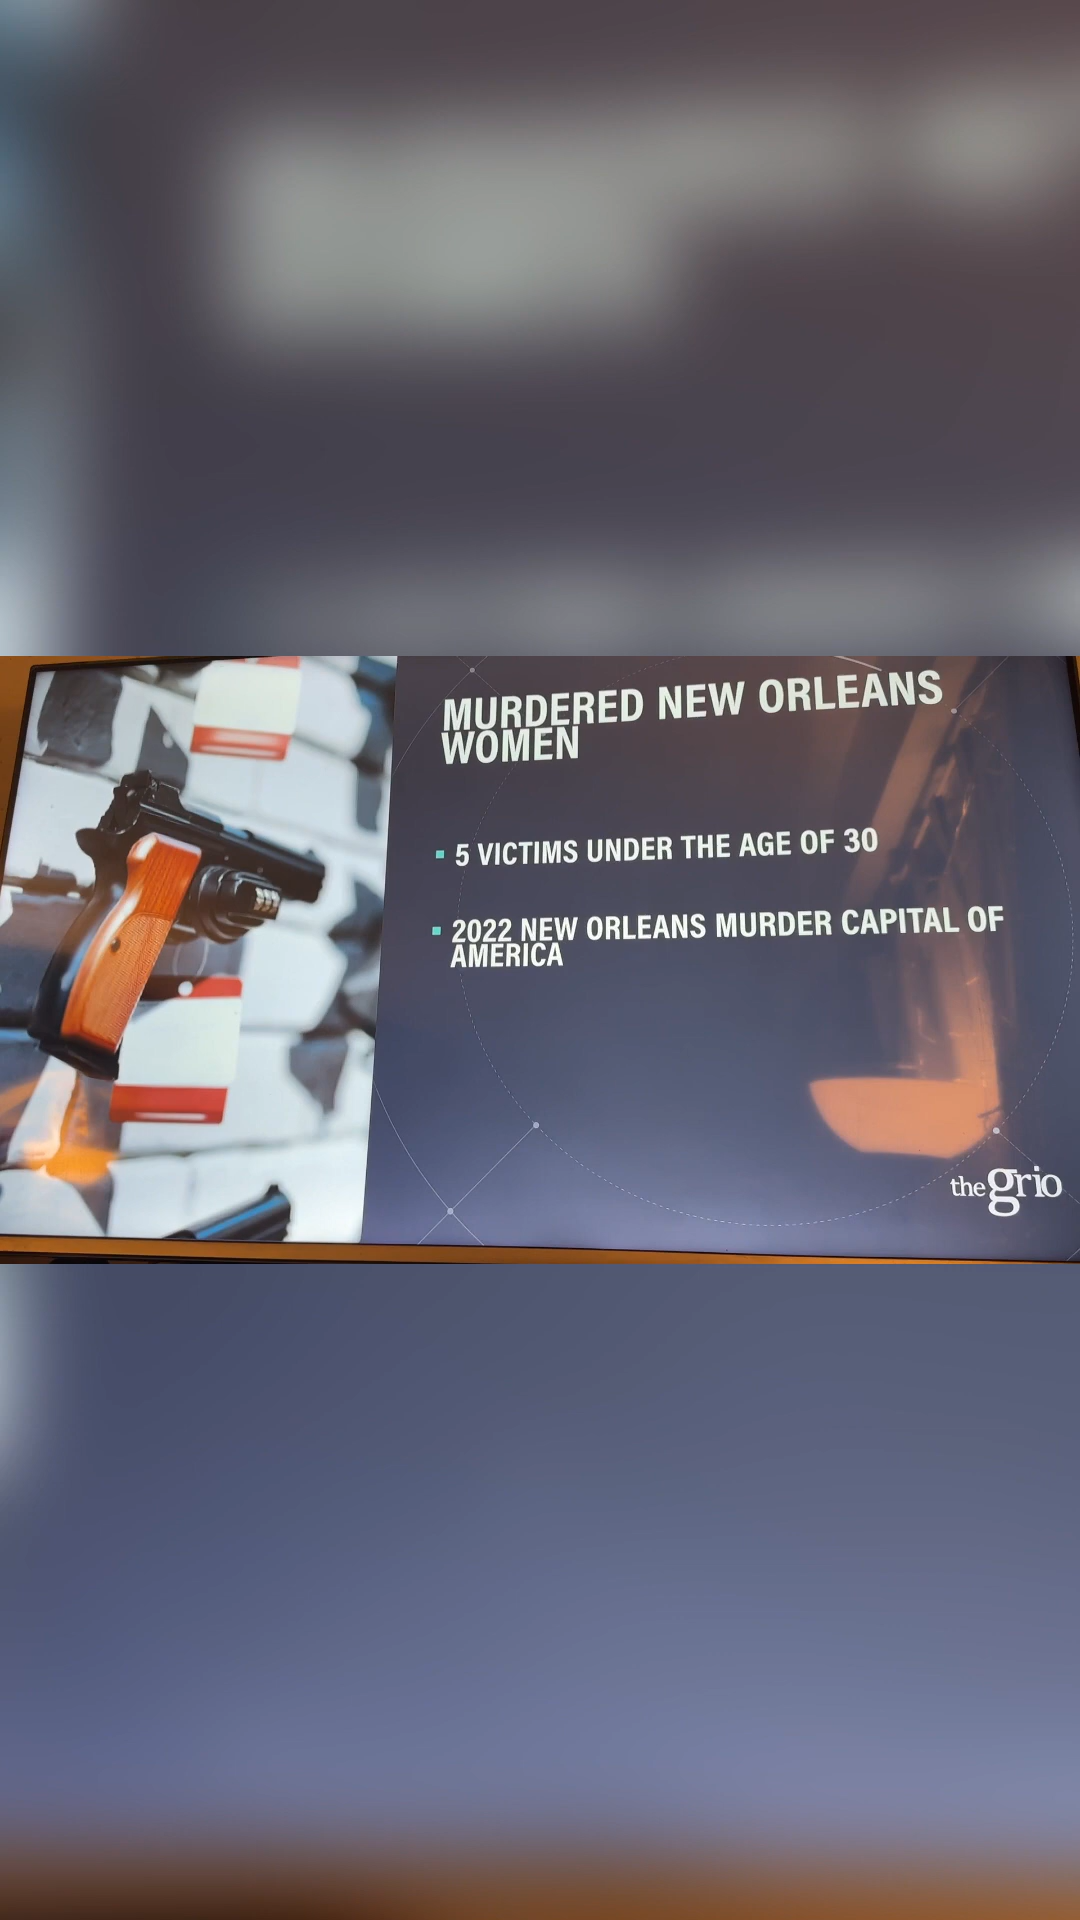 MURDERED NEW ORLEANS
WOMEN
5 VICTIMS UNDER THE AGE OF 30
2022 NEW ORLEANS MURDER CAPITAL OF
AMERICA
thegrio